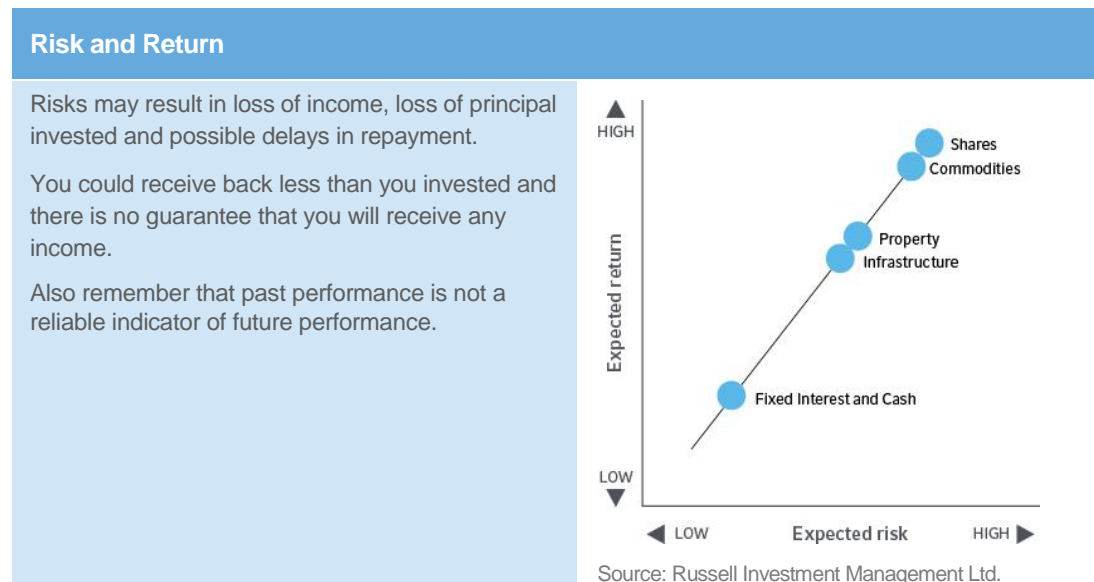 Risk and Return
Risks may result in loss of income, loss of principal
invested and possible delays in repayment.
You could receive back less than you invested and
there is no guarantee that you will receive any
income.
Also remember that past performance is not a
reliable indicator of future performance.
HIGH
Shares
Commodities
Property
Infrastructure
Expected return
Fixed Interest and Cash
LOW
LOW
Expected risk
HIGH
Source: Russell Investment Management Ltd.